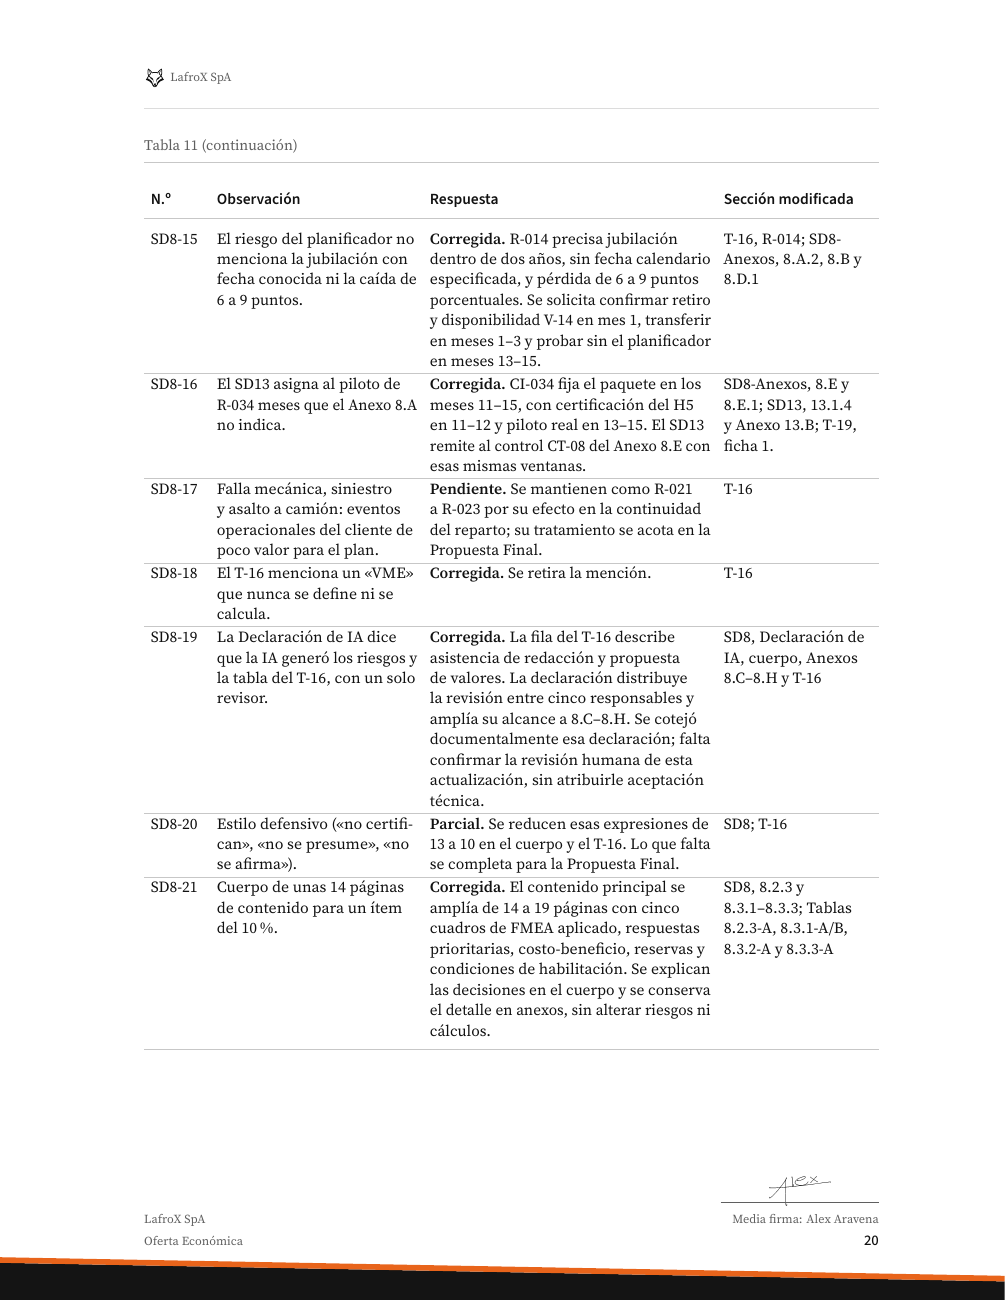 LafroX SpA
Tabla 11 (continuación)
N.º Observación Respuesta Sección modificada
SD8-15 El riesgo del planificador no Corregida. R-014 precisa jubilación T-16, R-014; SD8-
menciona la jubilación con dentro de dos años, sin fecha calendario Anexos, 8.A.2, 8.B y
fecha conocida ni la caída de especificada, y pérdida de 6 a 9 puntos 8.D.1
6 a 9 puntos. porcentuales. Se solicita confirmar retiro
y disponibilidad V-14 en mes 1, transferir
en meses 1–3 y probar sin el planificador
en meses 13–15.
SD8-16 El SD13 asigna al piloto de Corregida. CI-034 fija el paquete en los SD8-Anexos, 8.E y
R-034 meses que el Anexo 8.A meses 11–15, con certificación del H5 8.E.1; SD13, 13.1.4
no indica. en 11–12 y piloto real en 13–15. El SD13 y Anexo 13.B; T-19,
remite al control CT-08 del Anexo 8.E con ficha 1.
esas mismas ventanas.
SD8-17 Falla mecánica, siniestro Pendiente. Se mantienen como R-021 T-16
y asalto a camión: eventos a R-023 por su efecto en la continuidad
operacionales del cliente de del reparto; su tratamiento se acota en la
poco valor para el plan. Propuesta Final.
SD8-18 El T-16 menciona un «VME» Corregida. Se retira la mención. T-16
que nunca se define ni se
calcula.
SD8-19 La Declaración de IA dice Corregida. La fila del T-16 describe SD8, Declaración de
que la IA generó los riesgos y asistencia de redacción y propuesta IA, cuerpo, Anexos
la tabla del T-16, con un solo de valores. La declaración distribuye 8.C–8.H y T-16
revisor. la revisión entre cinco responsables y
amplía su alcance a 8.C–8.H. Se cotejó
documentalmente esa declaración; falta
confirmar la revisión humana de esta
actualización, sin atribuirle aceptación
técnica.
SD8-20 Estilo defensivo («no certifi- Parcial. Se reducen esas expresiones de SD8; T-16
can», «no se presume», «no 13 a 10 en el cuerpo y el T-16. Lo que falta
se afirma»). se completa para la Propuesta Final.
SD8-21 Cuerpo de unas 14 páginas Corregida. El contenido principal se SD8, 8.2.3 y
de contenido para un ítem amplía de 14 a 19 páginas con cinco 8.3.1–8.3.3; Tablas
del 10 %. cuadros de FMEA aplicado, respuestas 8.2.3-A, 8.3.1-A/B,
prioritarias, costo-beneficio, reservas y 8.3.2-A y 8.3.3-A
condiciones de habilitación. Se explican
las decisiones en el cuerpo y se conserva
el detalle en anexos, sin alterar riesgos ni
cálculos.
Alex
LafroX SpA Media firma: Alex Aravena
Oferta Económica 20